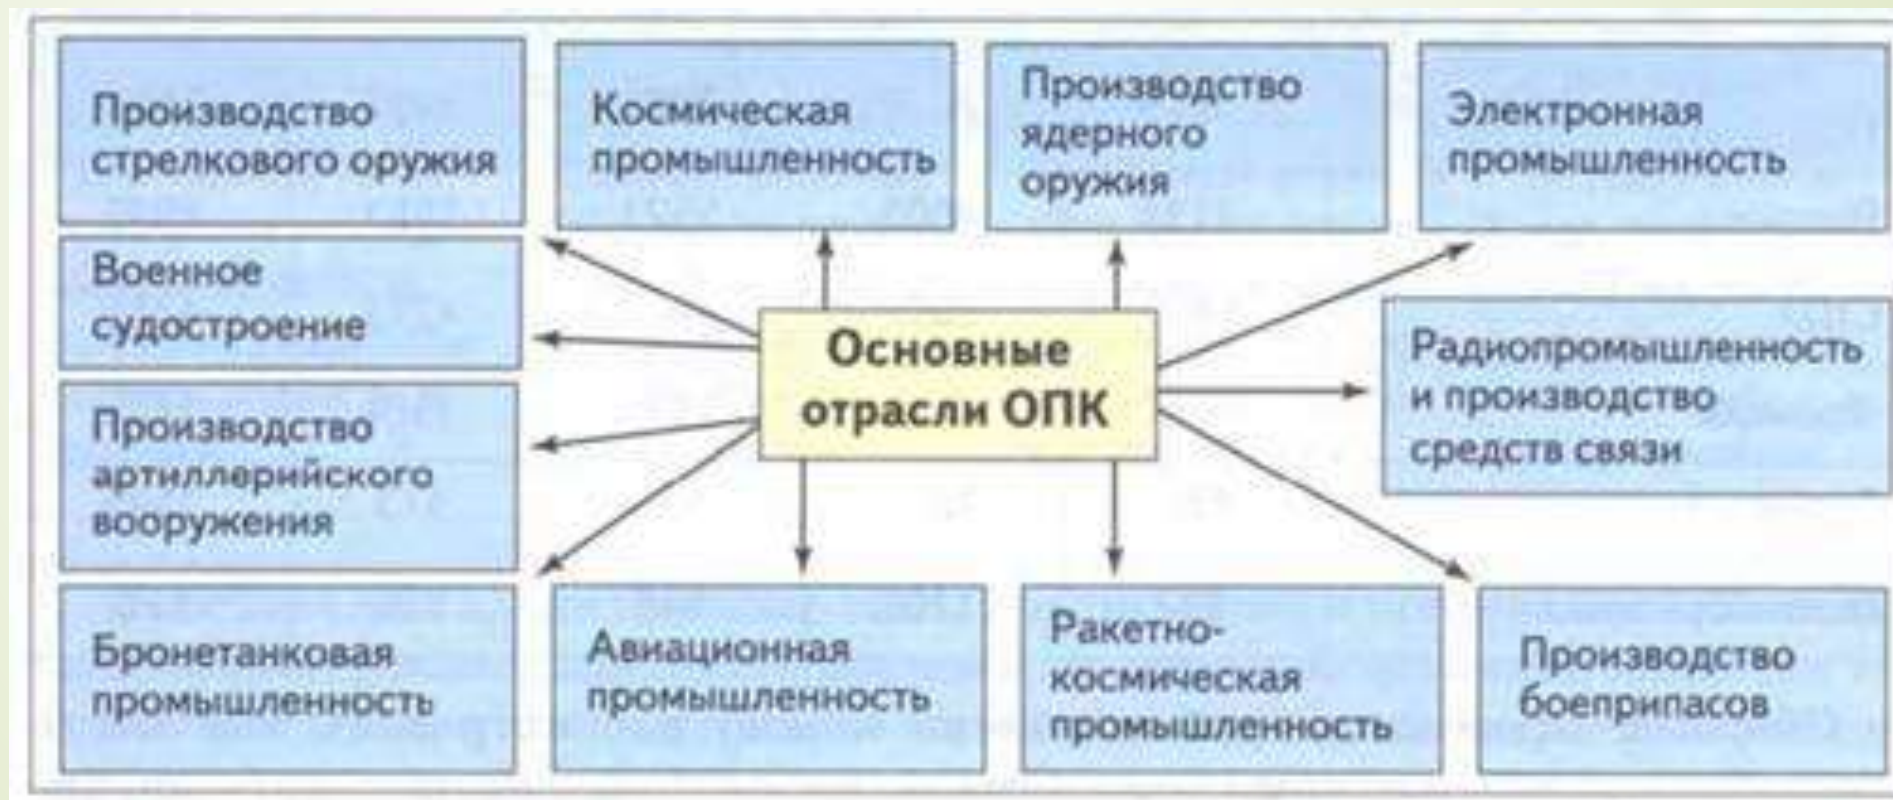 Производство
стрелкового оружия
Космическая
промышленность
Производство
ядерного
оружия
Электронная
промышленность
Военное
судостроение
Основные
отрасли ОПК
Радиопромышленность
и производство
средств связи
Производство
артиллерийского
вооружения
Бронетанковая
промышленность
Авиационная
промышленность
Ракетно-
космическая
промышленность
Производство
боеприпасов